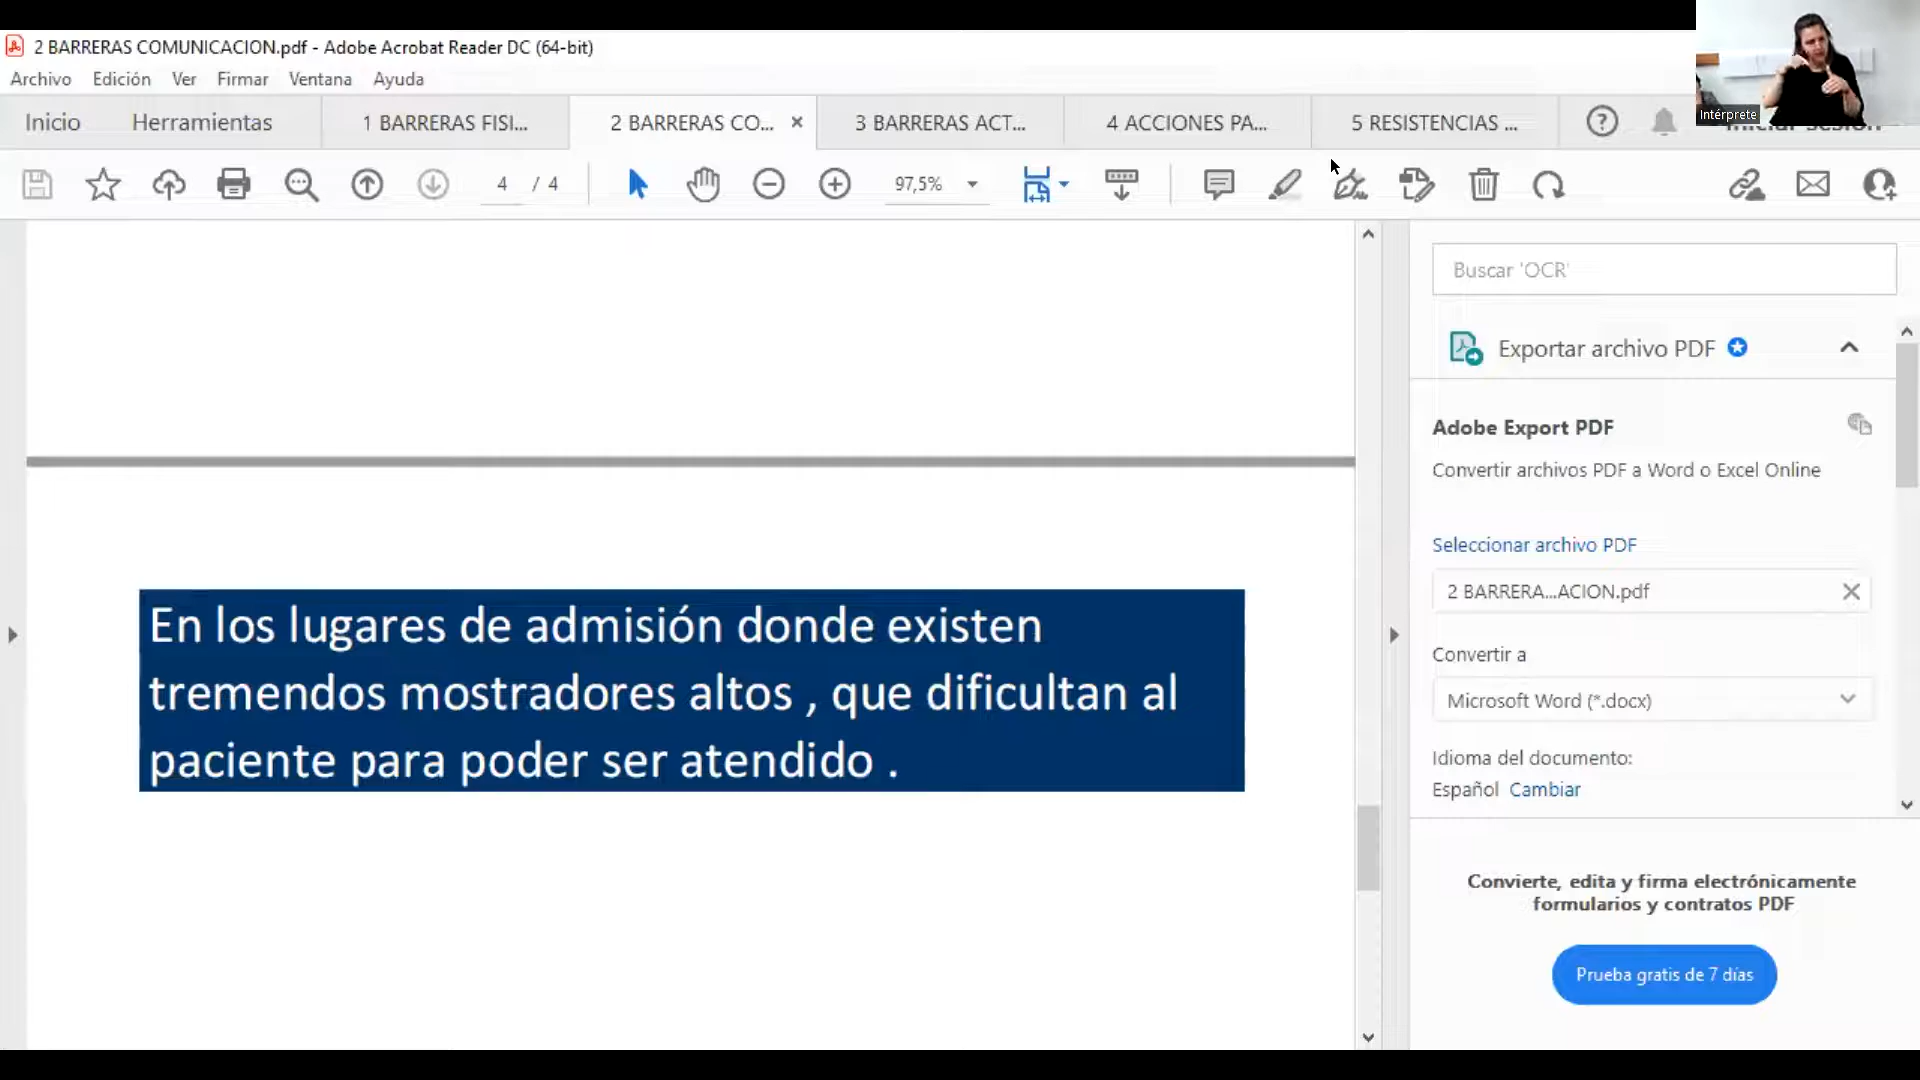 2 BARRERAS COMUNICACION.pdf - Adobe Acrobat Reader DC (64-bit)
Archivo Edición Ver Firmar Ventana Ayuda
Inicio Herramientas 1 BARRERAS FISI... 2 BARRERAS CO... 3 BARRERAS ACT... 4 ACCIONES PA... 5 RESISTENCIAS ...
Intérprete
4 / 4 97,5%
Buscar 'OCR'
Exportar archivo PDF
Adobe Export PDF
Convertir archivos PDF a Word o Excel Online
Seleccionar archivo PDF
2 BARRERA...ACION.pdf
Convertir a
Microsoft Word (*.docx)
Idioma del documento:
Español Cambiar
Convierte, edita y firma electrónicamente
formularios y contratos PDF
Prueba gratis de 7 días
En los lugares de admisión donde existen
tremendos mostradores altos , que dificultan al
paciente para poder ser atendido .